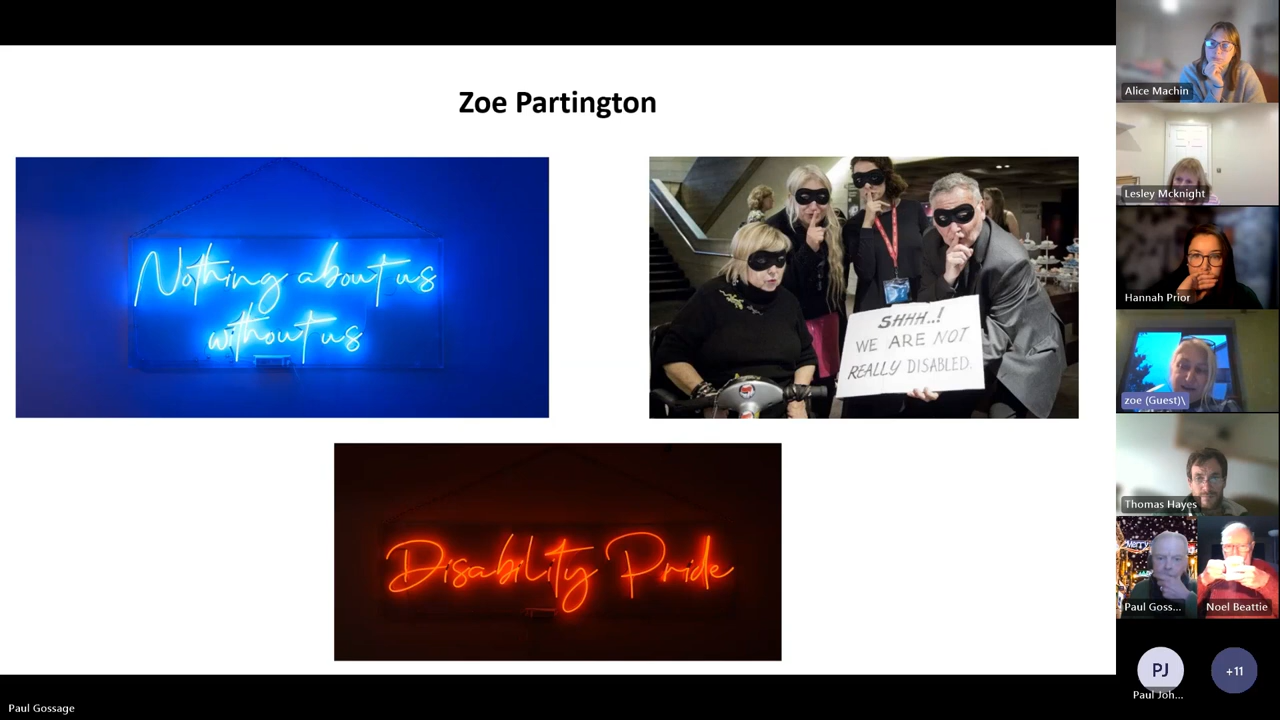 Zoe Partington
Nothing about us
without us
SHHH..!
WE ARE NOT
REALLY DISABLED.
Disability Pride
Alice Machin
Lesley Mcknight
Hannah Prior
zoe (Guest)\
Thomas Hayes
Merry
Paul Goss...
Noel Beattie
PJ
+11
Paul Joh...
Paul Gossage